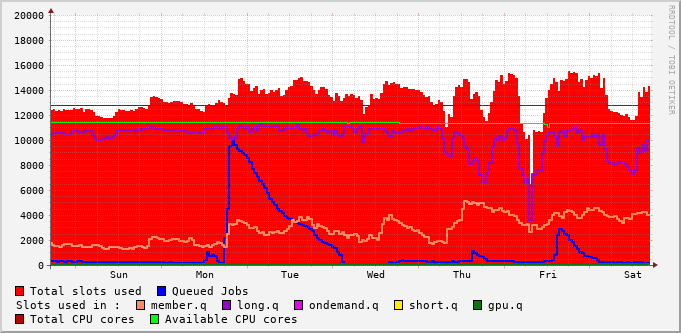 RRDTOOL / TOBI OETIKER
20000
18000
16000
14000
12000
10000
8000
6000
4000
2000
0
Sun Mon Tue Wed Thu Fri Sat
Total slots used Queued Jobs
Slots used in : member.q long.q ondemand.q short.q gpu.q
Total CPU cores Available CPU cores